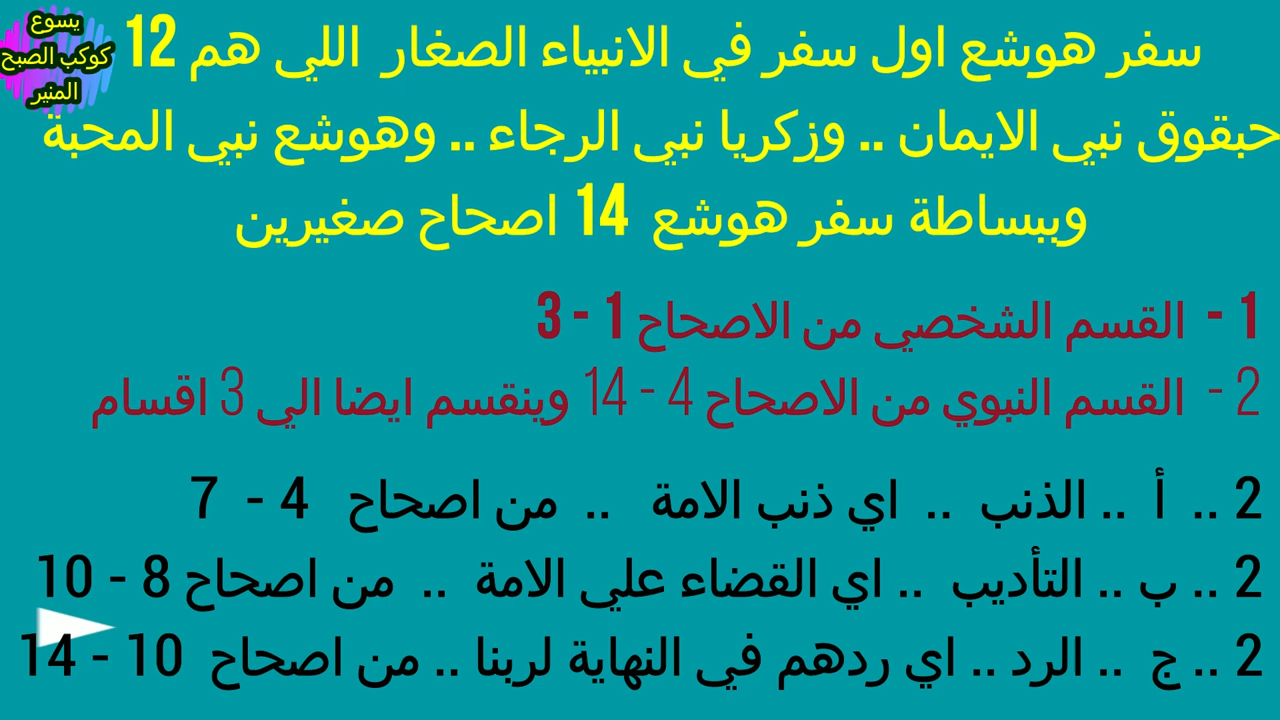 يسوع
كوكب الصبح
المنير
سفر هوشع اول سفر في الانبياء الصغار اللي هم 12
حبقوق نبي الايمان .. وزكريا نبي الرجاء .. وهوشع نبي المحبة
وببساطة سفر هوشع 14 اصحاح صغيرين
1 - القسم الشخصي من الاصحاح 1 - 3
2 - القسم النبوي من الاصحاح 4 - 14 وينقسم ايضا الي 3 اقسام
2 .. أ .. الذنب .. اي ذنب الامة .. من اصحاح 4 - 7
2 .. ب .. التأديب .. اي القضاء علي الامة .. من اصحاح 8 - 10
2 .. ج .. الرد .. اي ردهم في النهاية لربنا .. من اصحاح 10 - 14